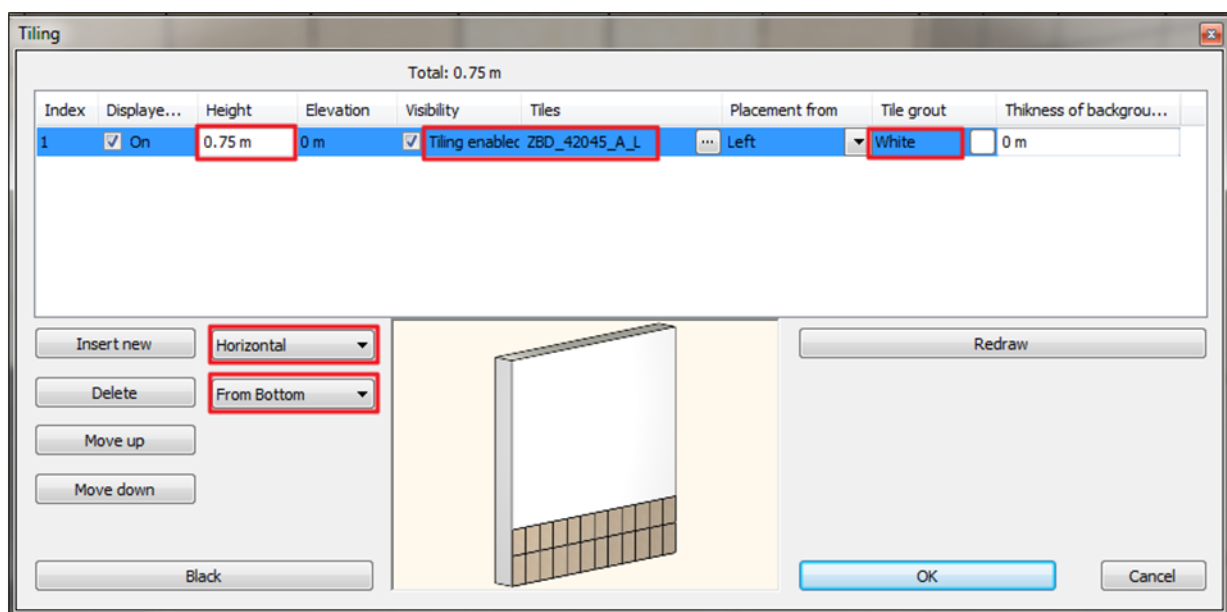 Tiling
Total: 0.75 m
Index Displaye... Height Elevation Visibility Tiles Placement from Tile grout Thikness of backgrou...
1 On 0.75 m 0 m Tiling enabled ZBD_42045_A_L ... Left White 0 m
Insert new Horizontal Redraw
Delete From Bottom
Move up
Move down
Black OK Cancel